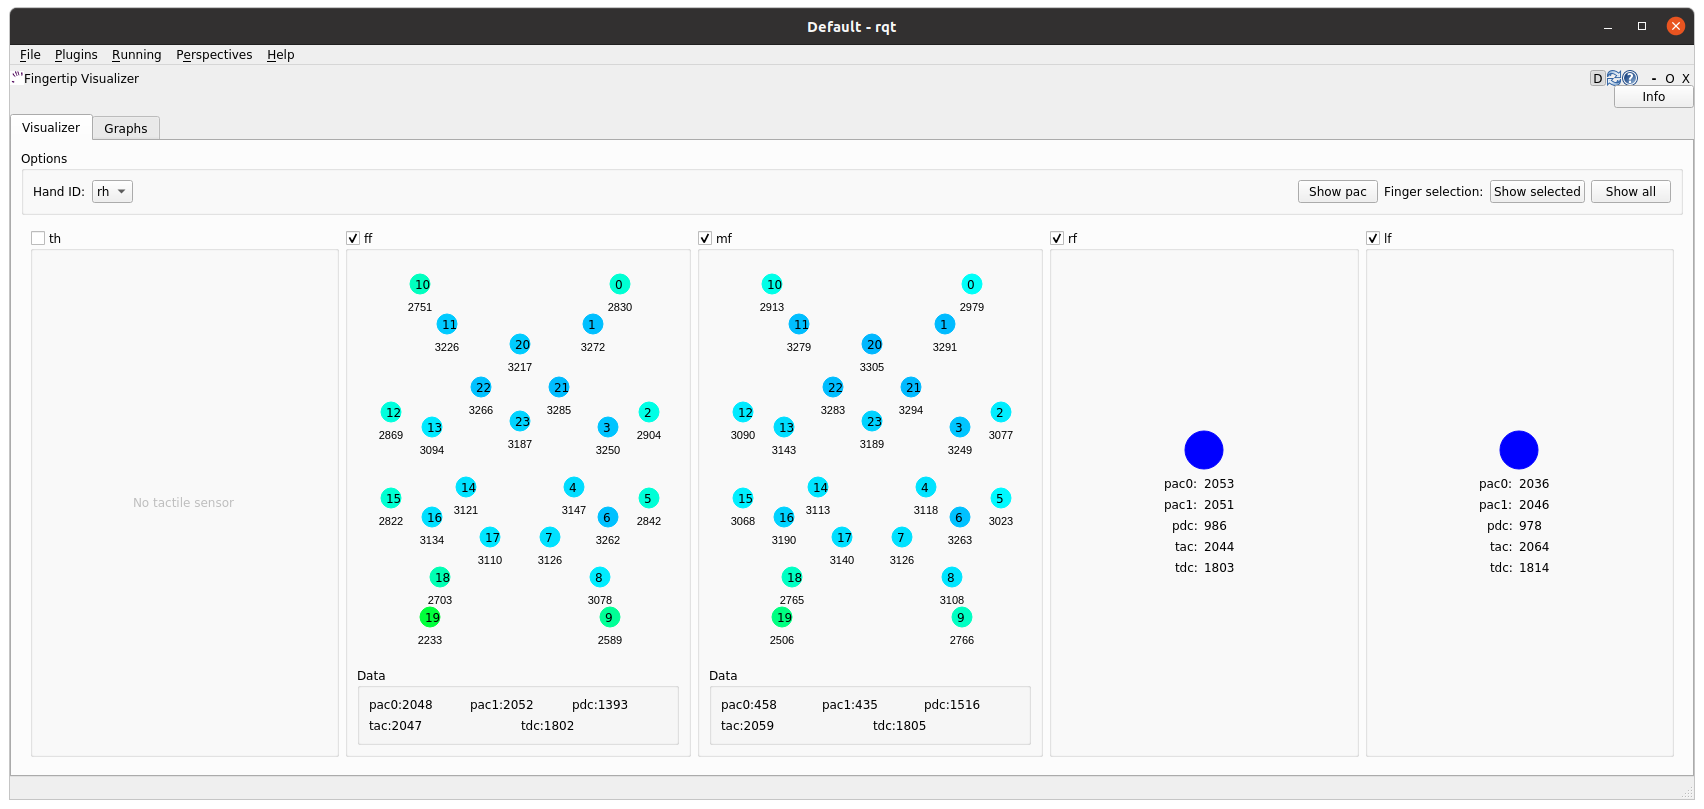 Default - rqt
File Plugins Running Perspectives Help
Fingertip Visualizer D ? - O X
Info
Visualizer Graphs
Options
Hand ID: rh Show pac Finger selection: Show selected Show all
th ff mf rf lf
No tactile sensor
10 0
2751 2830
11 1
3226 3272
20
3217
22 21
3266 3285
12 2
2869 2904
13 23 3
3094 3187 3250
14 4
3121 3147
15 5
2822 2842
16 6
3134 3262
17 7
3110 3126
18 8
2703 3078
19 9
2233 2589
Data
pac0:2048 pac1:2052 pdc:1393
tac:2047 tdc:1802
10 0
2913 2979
11 1
3279 3291
20
3305
22 21
3283 3294
12 2
3090 3077
13 23 3
3143 3189 3249
14 4
3113 3118
15 5
3068 3023
16 6
3190 3263
17 7
3140 3126
18 8
2765 3108
19 9
2506 2766
Data
pac0:458 pac1:435 pdc:1516
tac:2059 tdc:1805
pac0: 2053
pac1: 2051
pdc: 986
tac: 2044
tdc: 1803
pac0: 2036
pac1: 2046
pdc: 978
tac: 2064
tdc: 1814